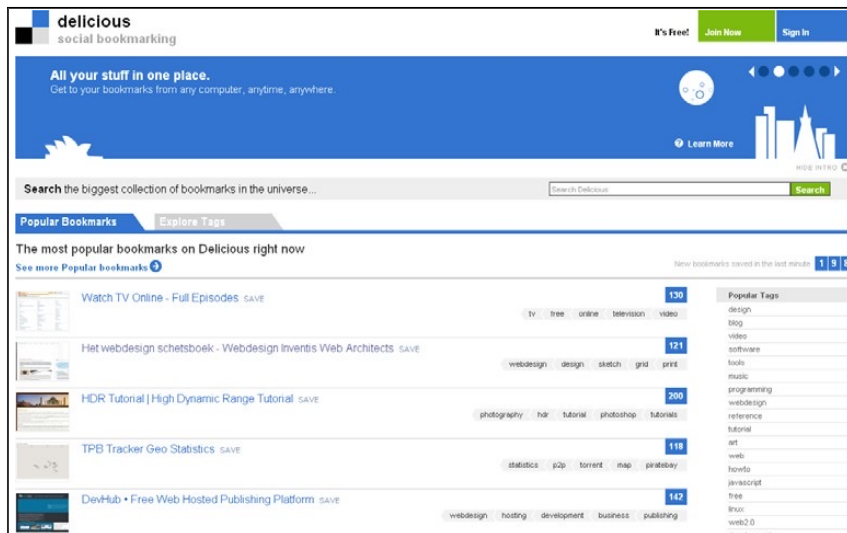 delicious
social bookmarking
It's Free!
Join Now
Sign In
All your stuff in one place.
Get to your bookmarks from any computer, anytime, anywhere.
Learn More
HIDE INTRO
Search the biggest collection of bookmarks in the universe...
Search Delicious
Search
Popular Bookmarks
Explore Tags
The most popular bookmarks on Delicious right now
See more Popular bookmarks
New bookmarks saved in the last minute 1 9 8
Watch TV Online - Full Episodes SAVE
130
tv free online television video
Het webdesign schetsboek - Webdesign Inventis Web Architects SAVE
121
webdesign design sketch grid print
HDR Tutorial | High Dynamic Range Tutorial SAVE
200
photography hdr tutorial photoshop tutorials
TPB Tracker Geo Statistics SAVE
118
statistics p2p torrent map piratebay
DevHub • Free Web Hosted Publishing Platform SAVE
142
webdesign hosting development business publishing
Popular Tags
design
blog
video
software
tools
music
programming
webdesign
reference
tutorial
art
web
howto
javascript
free
linux
web2.0